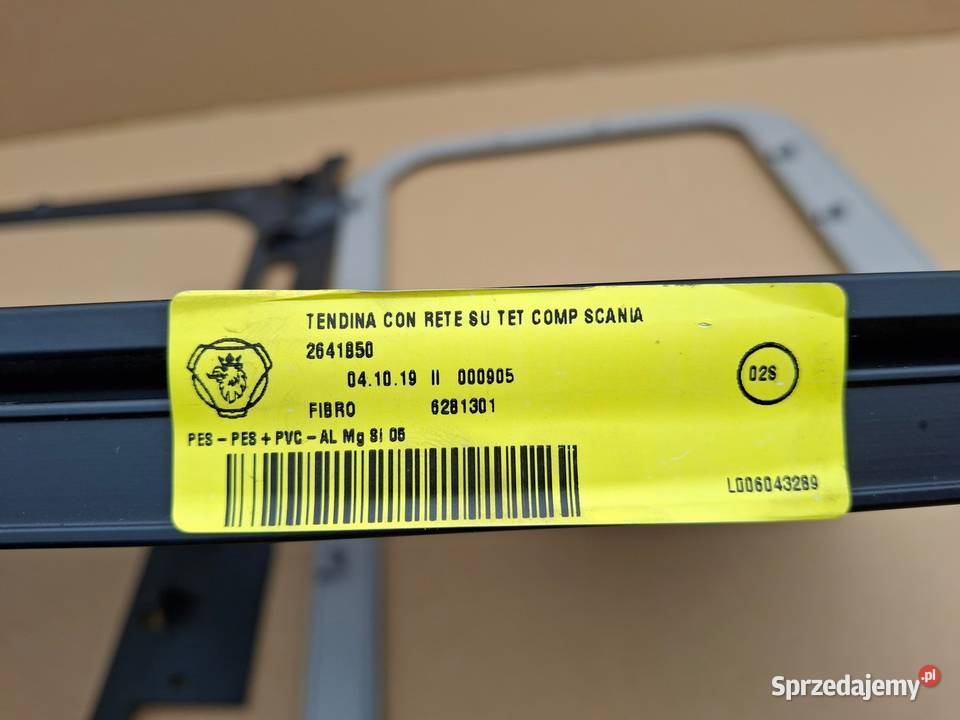 TENDINA CON RETE SU TET COMP SCANIA
2641850
04.10.19 II 000905
02S
FIBRO 6281301
PES - PES + PVC - AL Mg Si 05
L006043289
Sprzedajemy.pl